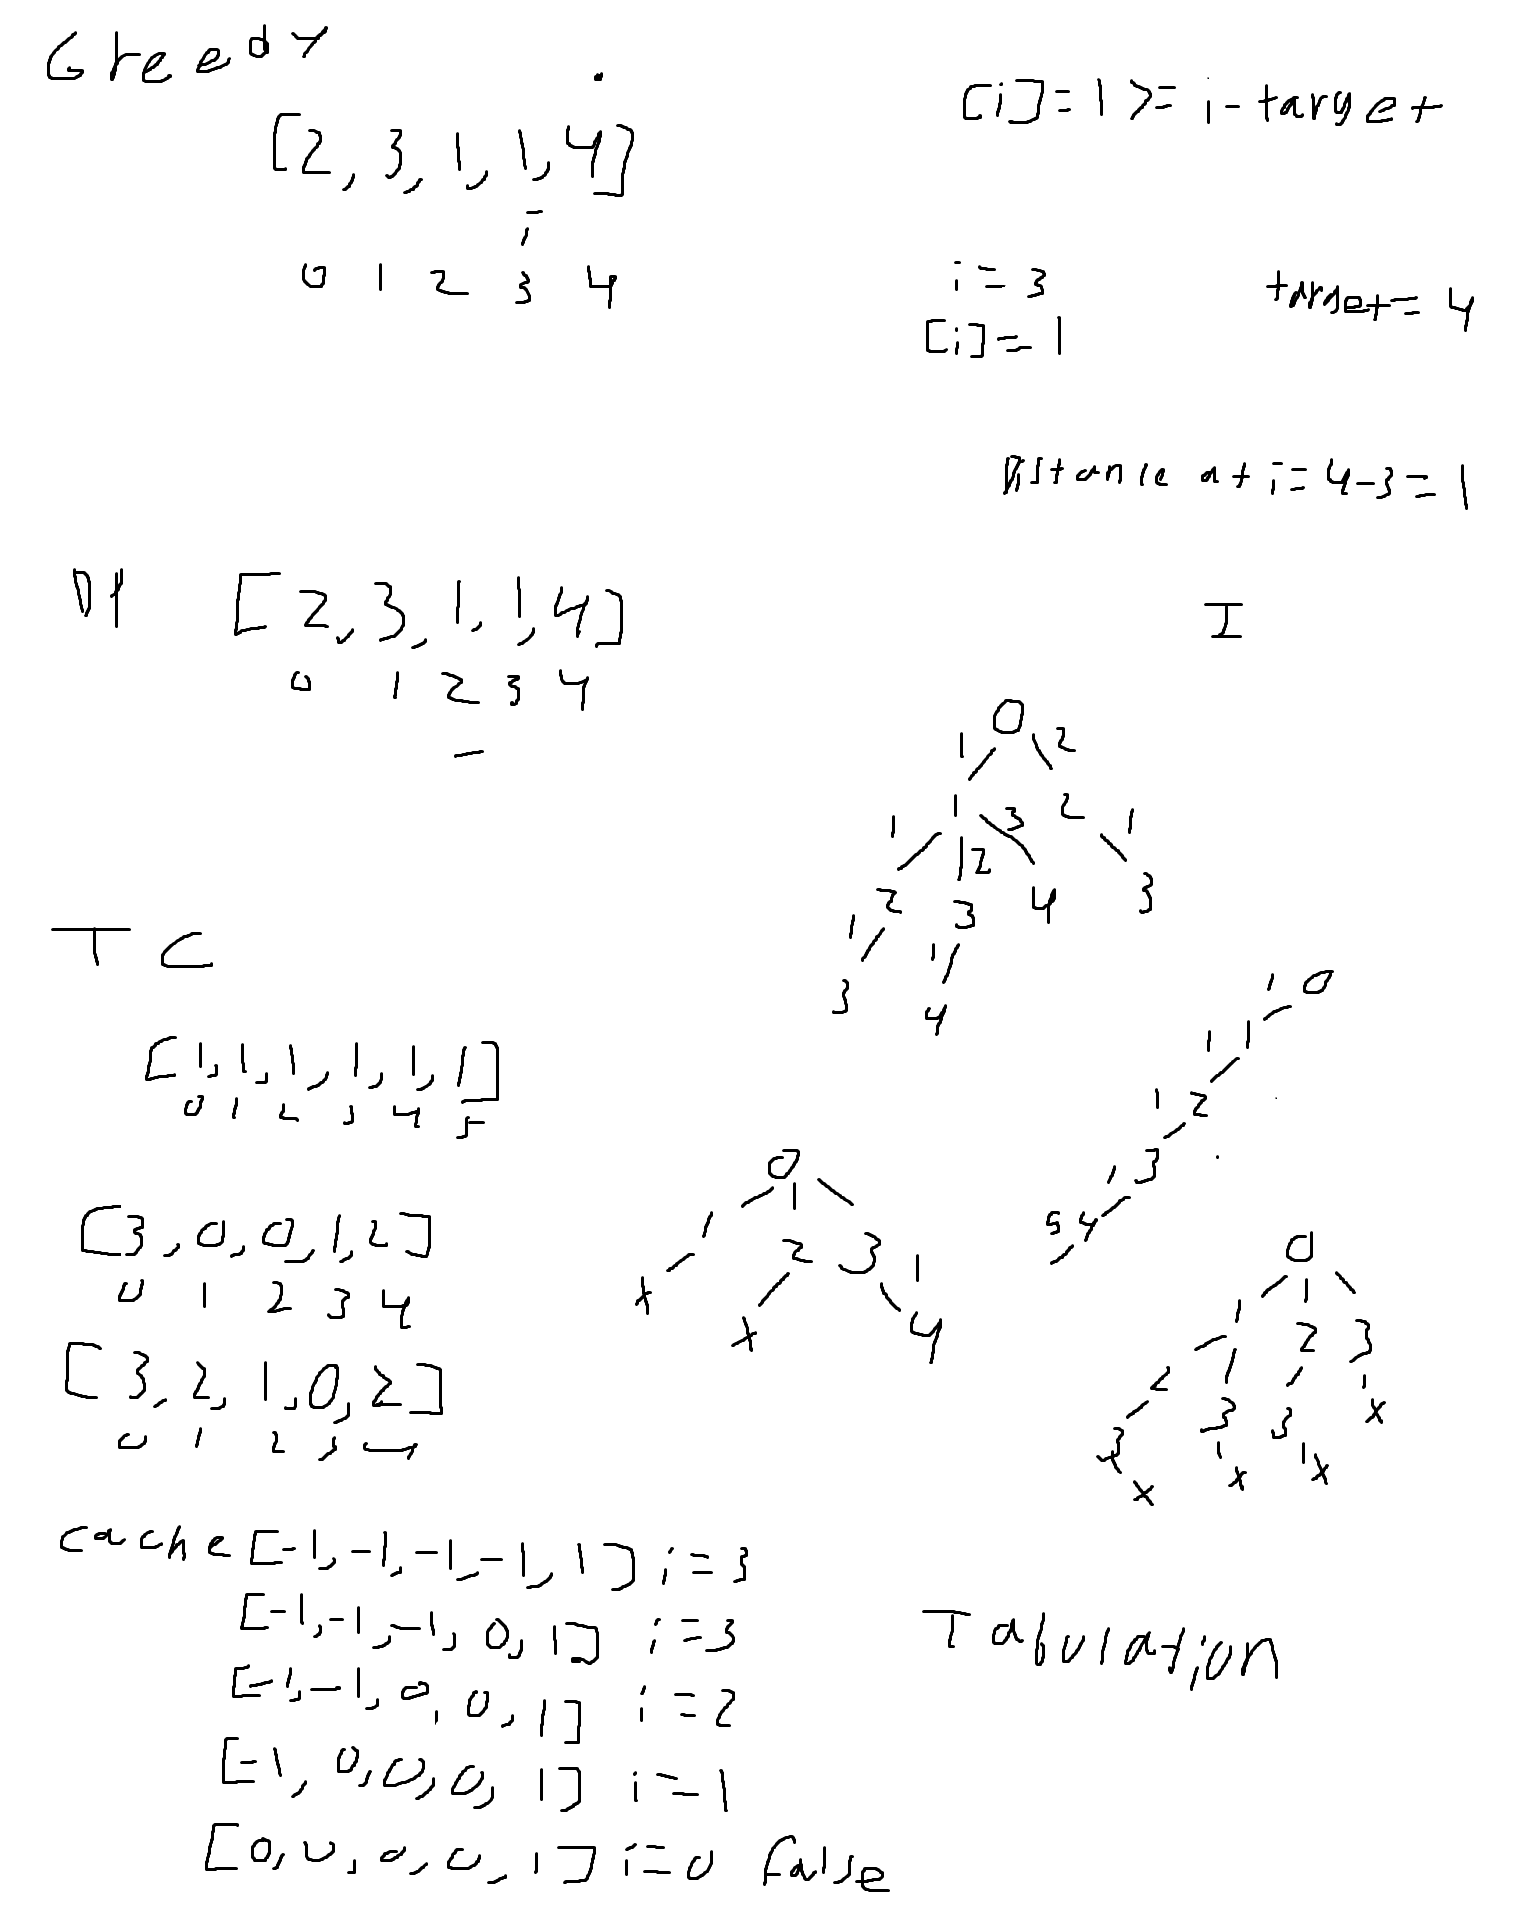 Greedy
[2, 3, 1, 1, 4]
i
0 1 2 3 4
[i]=1 >= i-target
i=3
target=4
[i]=1
Distance at i=4-3=1
DP [2, 3, 1, 1, 4]
0 1 2 3 4
I
0
1 2
1 2
1 2 3 1
2 3 4 3
1 1
3 4
TC
[1, 1, 1, 1, 1, 1]
0 1 2 3 4 5
1 0
1 1
1 2
1 3
5 4
[3, 0, 0, 1, 2]
0 1 2 3 4
0
1 2 3 1
x x 4
[3, 2, 1, 0, 2]
0 1 2 3 4
0
1 2 3
2 3 3 x
3 x x
x
cache [-1, -1, -1, -1, 1] i=3
[-1, -1, -1, 0, 1] i=3
[-1, -1, 0, 0, 1] i=2
[-1, 0, 0, 0, 1] i=1
[0, 0, 0, 0, 1] i=0 false
Tabulation